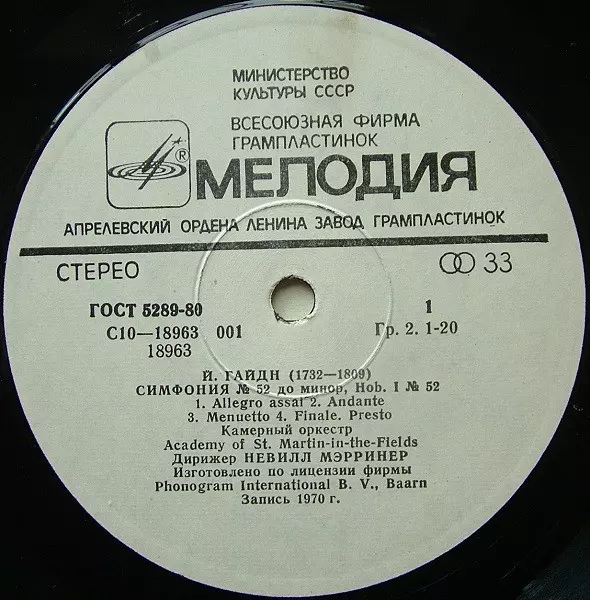 МИНИСТЕРСТВО
КУЛЬТУРЫ СССР
ВСЕСОЮЗНАЯ ФИРМА
ГРАМПЛАСТИНОК
® МЕЛОДИЯ
АПРЕЛЕВСКИЙ ОРДЕНА ЛЕНИНА ЗАВОД ГРАМПЛАСТИНОК
СТЕРЕО 33
ГОСТ 5289-80 1
С10—18963 001 Гр. 2. 1-20
18963
Й. ГАЙДН (1732—1809)
СИМФОНИЯ № 52 до минор, Hob. I № 52
1. Allegro assai 2. Andante
3. Menuetto 4. Finale. Presto
Камерный оркестр
Academy of St. Martin-in-the-Fields
Дирижер НЕВИЛЛ МЭРРИНЕР
Изготовлено по лицензии фирмы
Phonogram International B. V., Baarn
Запись 1970 г.